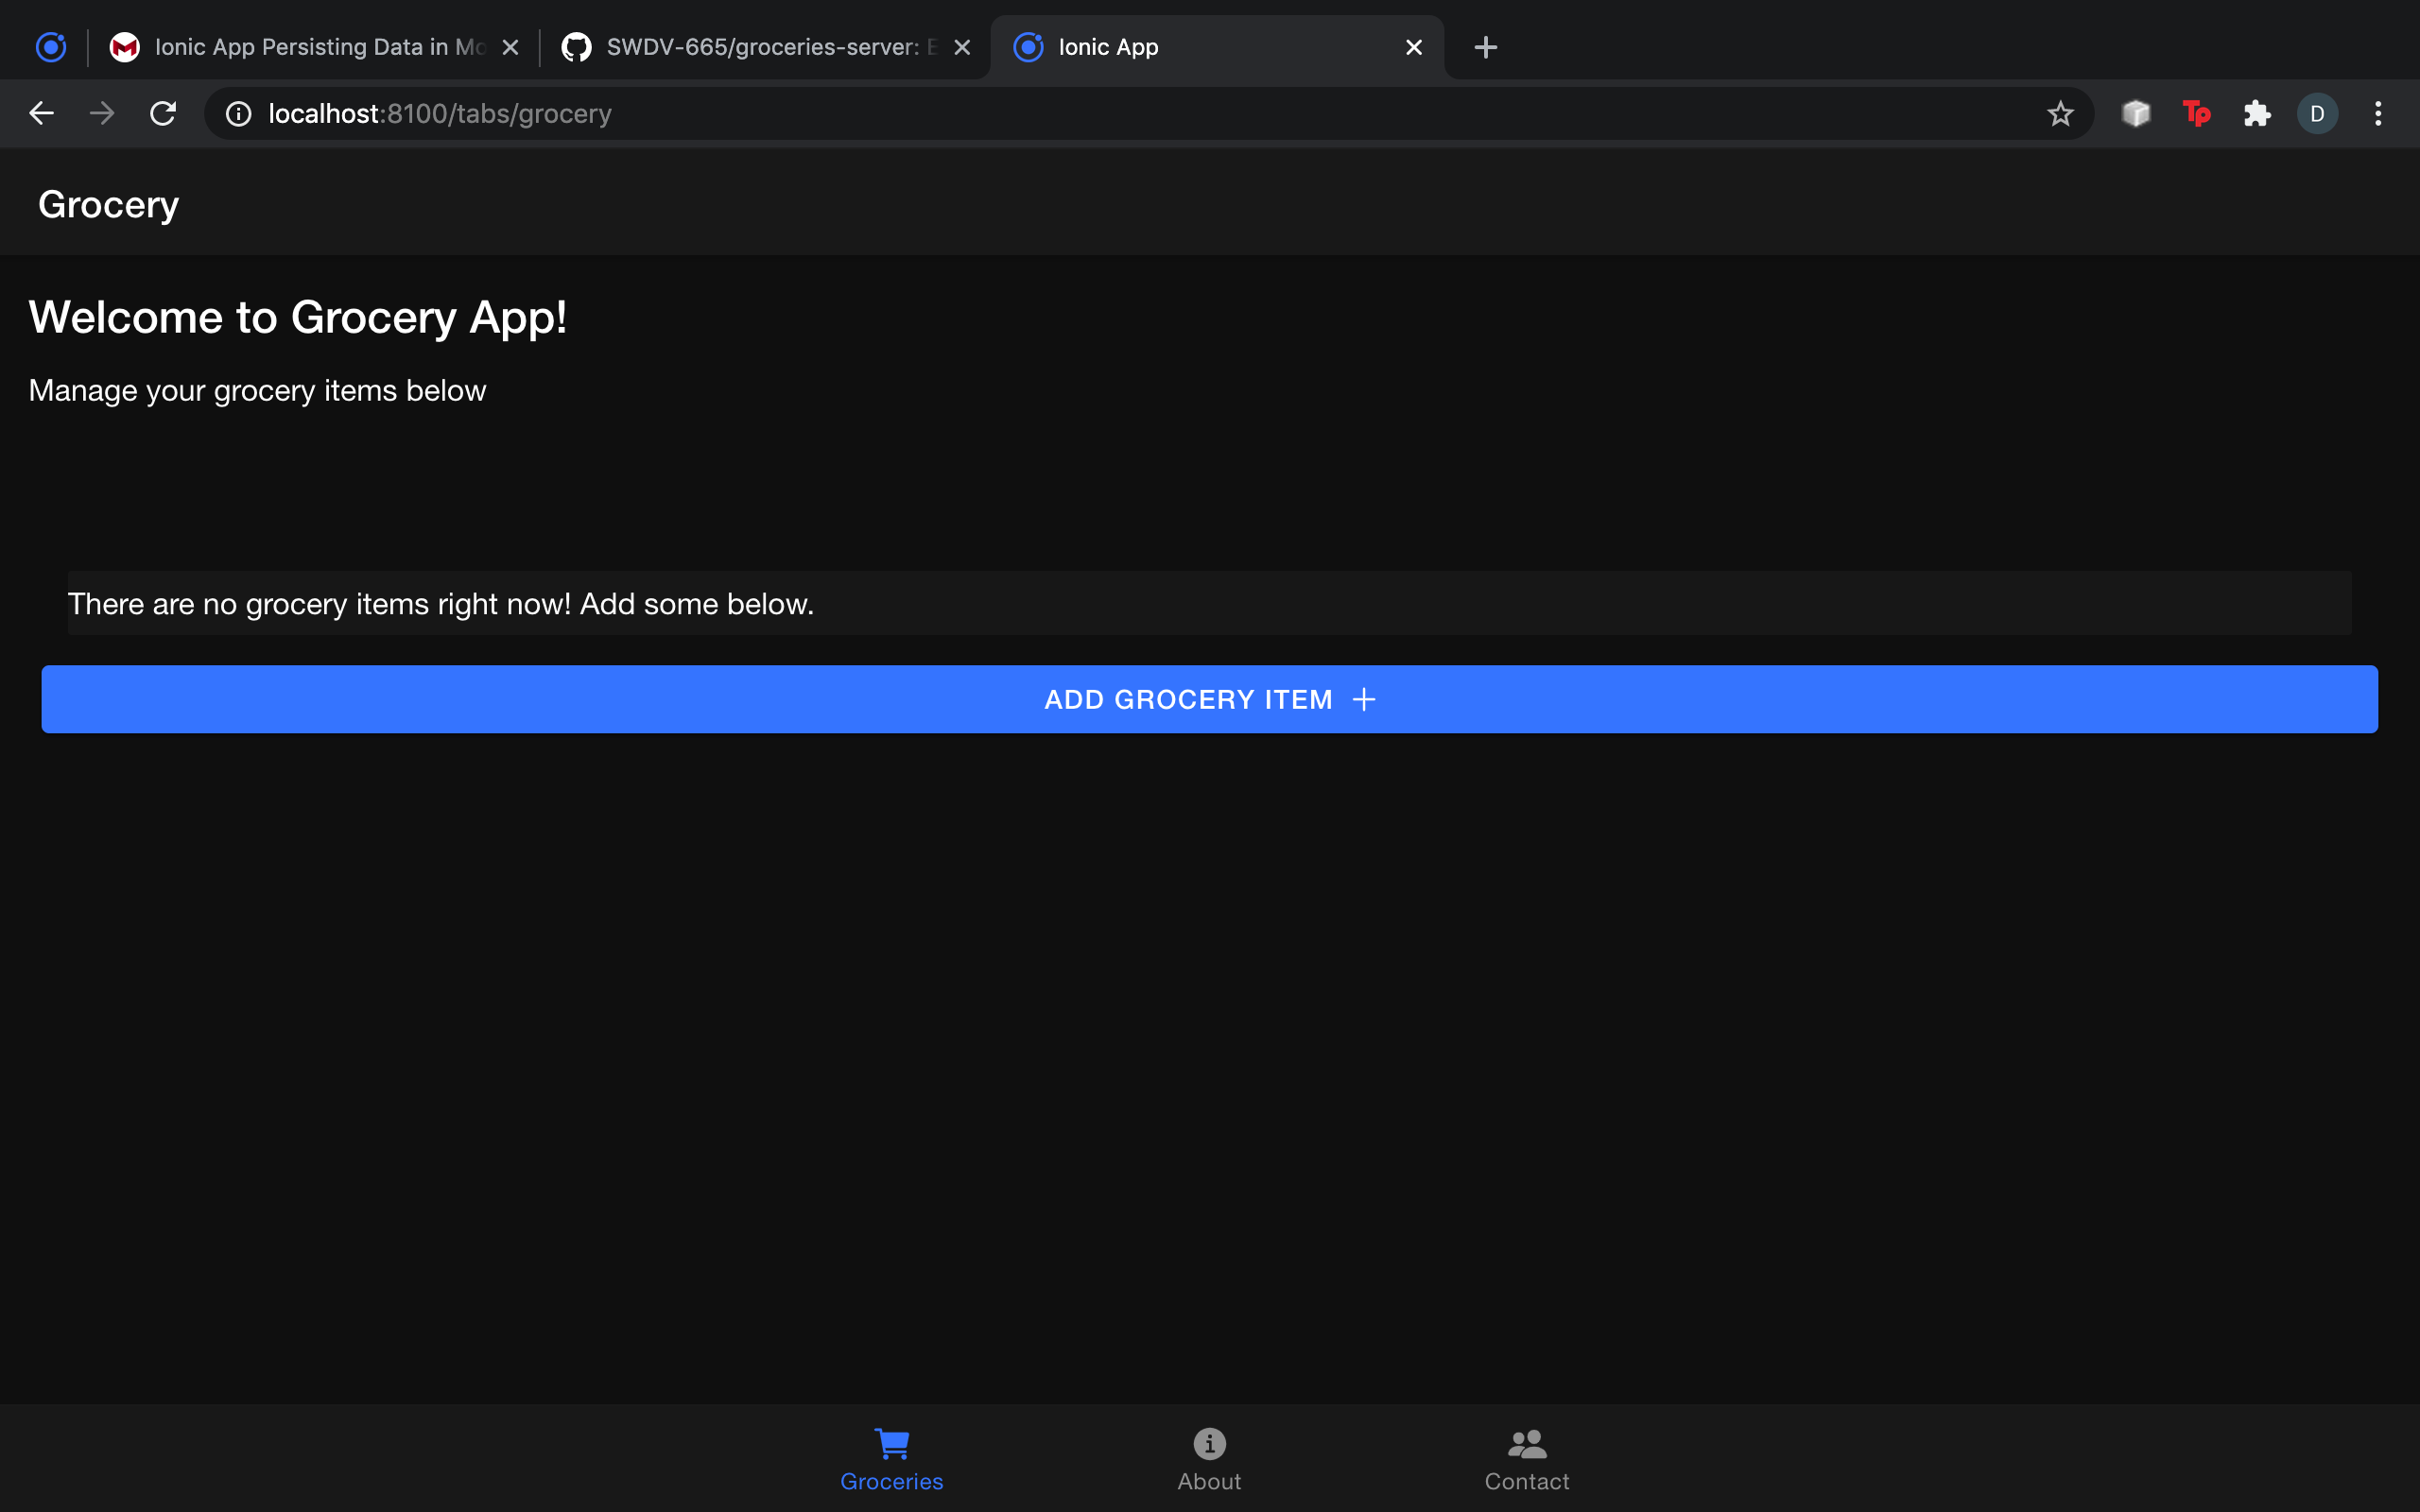 Ionic App Persisting Data in Mo
SWDV-665/groceries-server:
Ionic App
localhost:8100/tabs/grocery
Tp
D
Grocery
Welcome to Grocery App!
Manage your grocery items below
There are no grocery items right now! Add some below.
ADD GROCERY ITEM
Groceries
About
Contact